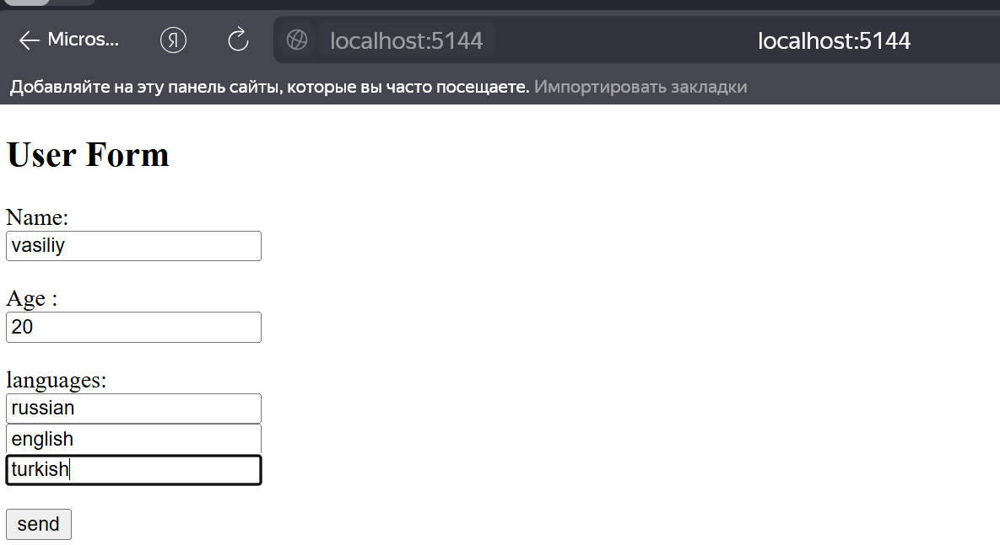 Micros... Я localhost:5144 localhost:5144
Добавляйте на эту панель сайты, которые вы часто посещаете. Импортировать закладки
User Form
Name:
vasiliy
Age :
20
languages:
russian
english
turkish
send